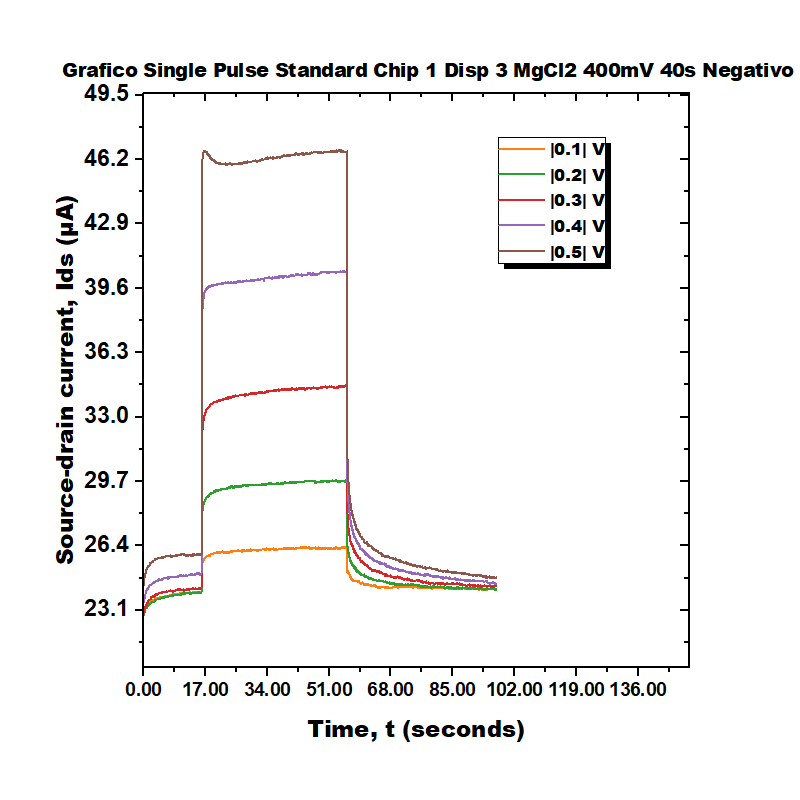 Grafico Single Pulse Standard Chip 1 Disp 3 MgCl2 400mV 40s Negativo
49.5
46.2
42.9
39.6
36.3
33.0
29.7
26.4
23.1
Source-drain current, Ids (µA)
|0.1| V
|0.2| V
|0.3| V
|0.4| V
|0.5| V
0.00 17.00 34.00 51.00 68.00 85.00 102.00 119.00 136.00
Time, t (seconds)